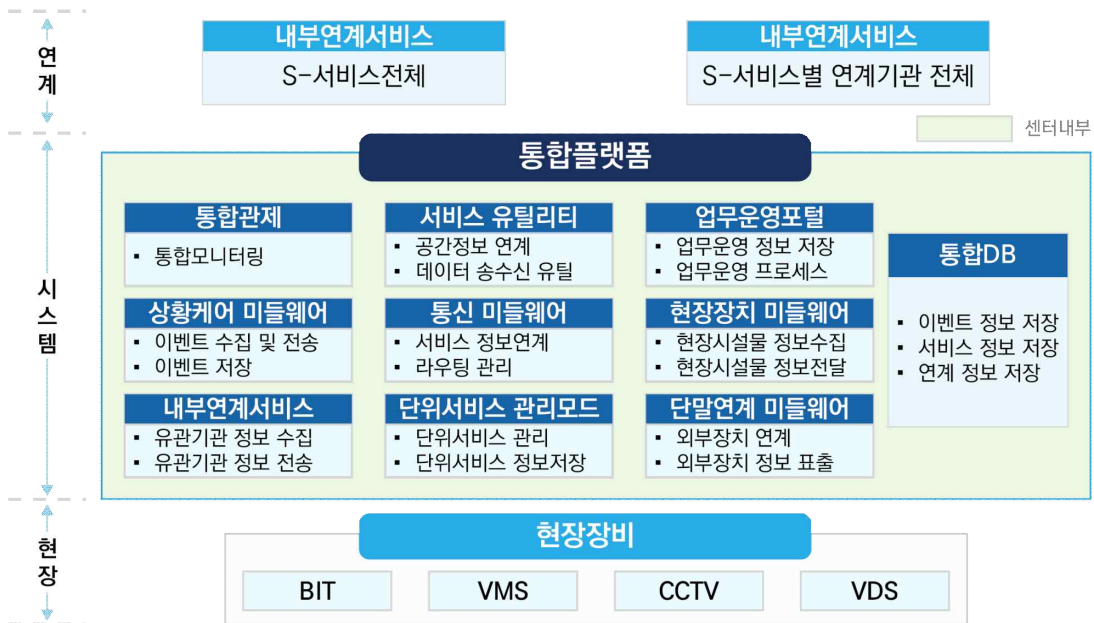 연계
내부연계서비스
S-서비스전체
내부연계서비스
S-서비스별 연계기관 전체
센터내부
시스템
통합플랫폼
통합관제
▪ 통합모니터링
서비스 유틸리티
▪ 공간정보 연계
▪ 데이터 송수신 유틸
업무운영포털
▪ 업무운영 정보 저장
▪ 업무운영 프로세스
통합DB
▪ 이벤트 정보 저장
▪ 서비스 정보 저장
▪ 연계 정보 저장
상황케어 미들웨어
▪ 이벤트 수집 및 전송
▪ 이벤트 저장
통신 미들웨어
▪ 서비스 정보연계
▪ 라우팅 관리
현장장치 미들웨어
▪ 현장시설물 정보수집
▪ 현장시설물 정보전달
내부연계서비스
▪ 유관기관 정보 수집
▪ 유관기관 정보 전송
단위서비스 관리모드
▪ 단위서비스 관리
▪ 단위서비스 정보저장
단말연계 미들웨어
▪ 외부장치 연계
▪ 외부장치 정보 표출
현장
현장장비
BIT
VMS
CCTV
VDS